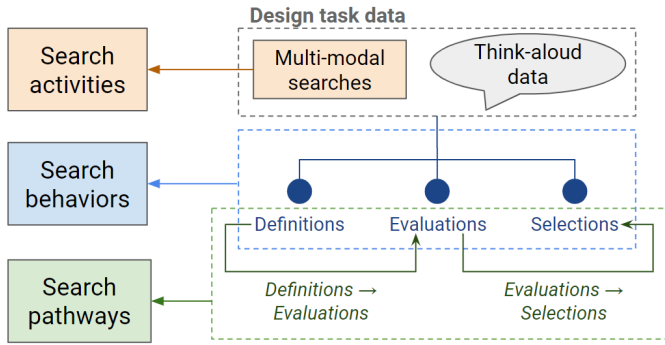 Design task data
Search
activities
Multi-modal
searches
Think-aloud
data
Search
behaviors
Definitions
Evaluations
Selections
Search
pathways
Definitions →
Evaluations
Evaluations →
Selections